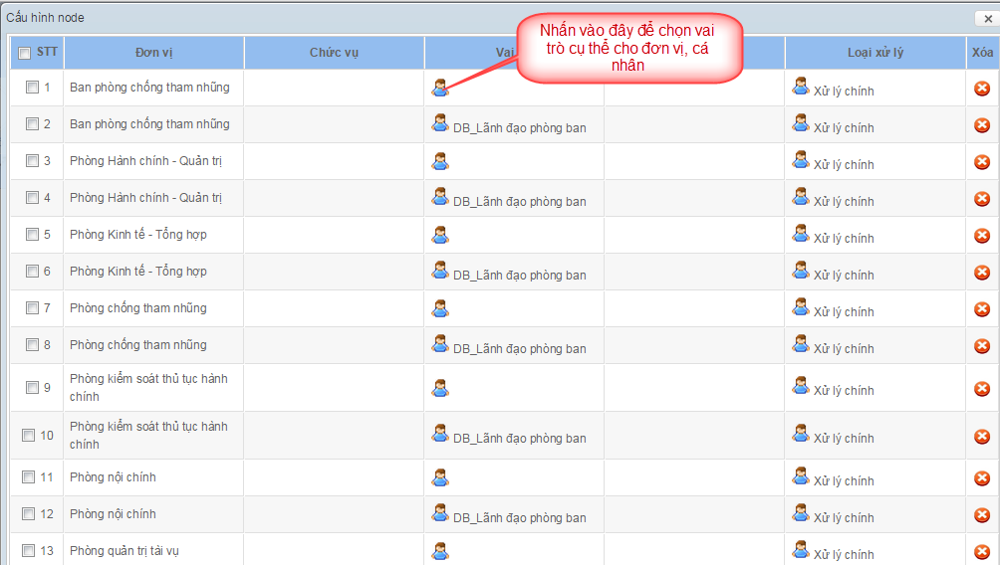 Cấu hình node
Nhấn vào đây để chọn vai
trò cụ thể cho đơn vị, cá
nhân
STT Đơn vị Chức vụ Vai Loại xử lý Xóa
1 Ban phòng chống tham nhũng Xử lý chính
2 Ban phòng chống tham nhũng DB_Lãnh đạo phòng ban Xử lý chính
3 Phòng Hành chính - Quản trị Xử lý chính
4 Phòng Hành chính - Quản trị DB_Lãnh đạo phòng ban Xử lý chính
5 Phòng Kinh tế - Tổng hợp Xử lý chính
6 Phòng Kinh tế - Tổng hợp DB_Lãnh đạo phòng ban Xử lý chính
7 Phòng chống tham nhũng Xử lý chính
8 Phòng chống tham nhũng DB_Lãnh đạo phòng ban Xử lý chính
9 Phòng kiểm soát thủ tục hành
chính Xử lý chính
10 Phòng kiểm soát thủ tục hành
chính DB_Lãnh đạo phòng ban Xử lý chính
11 Phòng nội chính Xử lý chính
12 Phòng nội chính DB_Lãnh đạo phòng ban Xử lý chính
13 Phòng quản trị tài vụ Xử lý chính